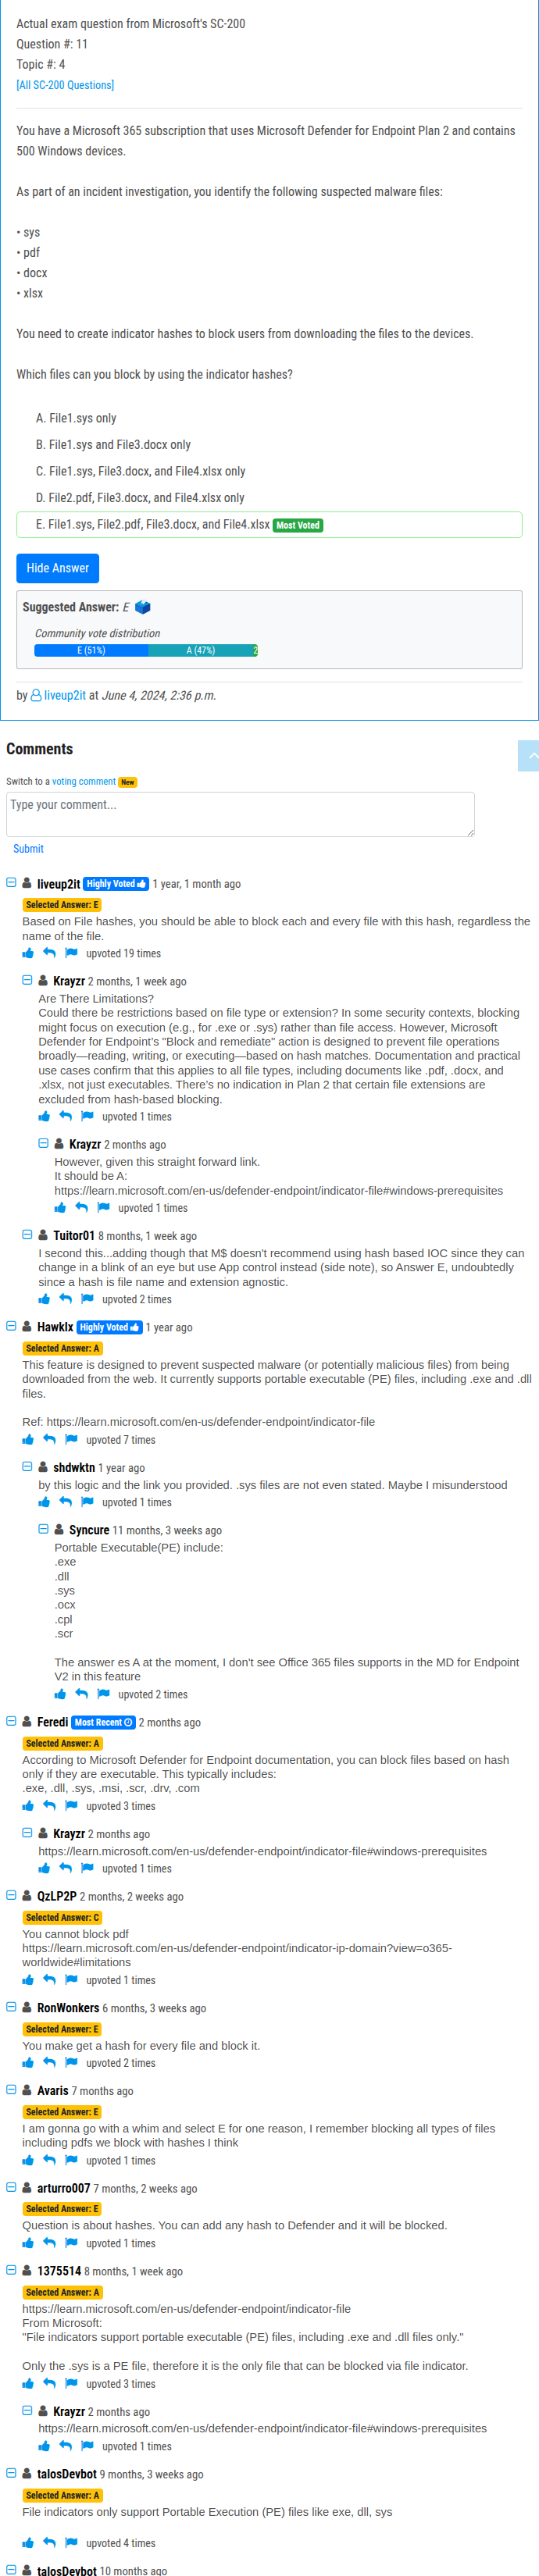 Actual exam question from Microsoft's SC-200
Question #: 11
Topic #: 4
[All SC-200 Questions]
You have a Microsoft 365 subscription that uses Microsoft Defender for Endpoint Plan 2 and contains
500 Windows devices.
As part of an incident investigation, you identify the following suspected malware files:
• sys
• pdf
• docx
• xlsx
You need to create indicator hashes to block users from downloading the files to the devices.
Which files can you block by using the indicator hashes?
A. File1.sys only
B. File1.sys and File3.docx only
C. File1.sys, File3.docx, and File4.xlsx only
D. File2.pdf, File3.docx, and File4.xlsx only
E. File1.sys, File2.pdf, File3.docx, and File4.xlsx Most Voted
Hide Answer
Suggested Answer: E
Community vote distribution
E (51%) A (47%) 2
by liveup2it at June 4, 2024, 2:36 p.m.
Comments
Switch to a voting comment New
Type your comment...
Submit
liveup2it Highly Voted 1 year, 1 month ago
Selected Answer: E
Based on File hashes, you should be able to block each and every file with this hash, regardless the
name of the file.
upvoted 19 times
Krayzr 2 months, 1 week ago
Are There Limitations?
Could there be restrictions based on file type or extension? In some security contexts, blocking
might focus on execution (e.g., for .exe or .sys) rather than file access. However, Microsoft
Defender for Endpoint's "Block and remediate" action is designed to prevent file operations
broadly—reading, writing, or executing—based on hash matches. Documentation and practical
use cases confirm that this applies to all file types, including documents like .pdf, .docx, and
.xlsx, not just executables. There's no indication in Plan 2 that certain file extensions are
excluded from hash-based blocking.
upvoted 1 times
Krayzr 2 months ago
However, given this straight forward link.
It should be A:
https://learn.microsoft.com/en-us/defender-endpoint/indicator-file#windows-prerequisites
upvoted 1 times
Tuitor01 8 months, 1 week ago
I second this...adding though that M$ doesn't recommend using hash based IOC since they can
change in a blink of an eye but use App control instead (side note), so Answer E, undoubtedly
since a hash is file name and extension agnostic.
upvoted 2 times
Hawklx Highly Voted 1 year ago
Selected Answer: A
This feature is designed to prevent suspected malware (or potentially malicious files) from being
downloaded from the web. It currently supports portable executable (PE) files, including .exe and .dll
files.
Ref: https://learn.microsoft.com/en-us/defender-endpoint/indicator-file
upvoted 7 times
shdwktn 1 year ago
by this logic and the link you provided. .sys files are not even stated. Maybe I misunderstood
upvoted 1 times
Syncure 11 months, 3 weeks ago
Portable Executable(PE) include:
.exe
.dll
.sys
.ocx
.cpl
.scr
The answer es A at the moment, I don't see Office 365 files supports in the MD for Endpoint
V2 in this feature
upvoted 2 times
Feredi Most Recent 2 months ago
Selected Answer: A
According to Microsoft Defender for Endpoint documentation, you can block files based on hash
only if they are executable. This typically includes:
.exe, .dll, .sys, .msi, .scr, .drv, .com
upvoted 3 times
Krayzr 2 months ago
https://learn.microsoft.com/en-us/defender-endpoint/indicator-file#windows-prerequisites
upvoted 1 times
QzLP2P 2 months, 2 weeks ago
Selected Answer: C
You cannot block pdf
https://learn.microsoft.com/en-us/defender-endpoint/indicator-ip-domain?view=o365-
worldwide#limitations
upvoted 1 times
RonWonkers 6 months, 3 weeks ago
Selected Answer: E
You make get a hash for every file and block it.
upvoted 2 times
Avaris 7 months ago
Selected Answer: E
I am gonna go with a whim and select E for one reason, I remember blocking all types of files
including pdfs we block with hashes I think
upvoted 1 times
arturro007 7 months, 2 weeks ago
Selected Answer: E
Question is about hashes. You can add any hash to Defender and it will be blocked.
upvoted 1 times
1375514 8 months, 1 week ago
Selected Answer: A
https://learn.microsoft.com/en-us/defender-endpoint/indicator-file
From Microsoft:
"File indicators support portable executable (PE) files, including .exe and .dll files only."
Only the .sys is a PE file, therefore it is the only file that can be blocked via file indicator.
upvoted 3 times
Krayzr 2 months ago
https://learn.microsoft.com/en-us/defender-endpoint/indicator-file#windows-prerequisites
upvoted 1 times
talosDevbot 9 months, 3 weeks ago
Selected Answer: A
File indicators only support Portable Execution (PE) files like exe, dll, sys
upvoted 4 times
talosDevbot 10 months ago